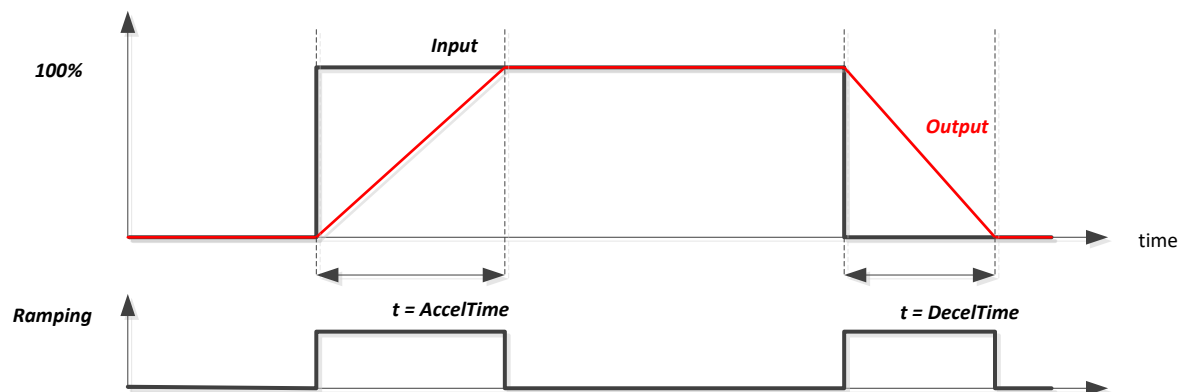 Input
100%
Output
time
t = AccelTime
t = DecelTime
Ramping